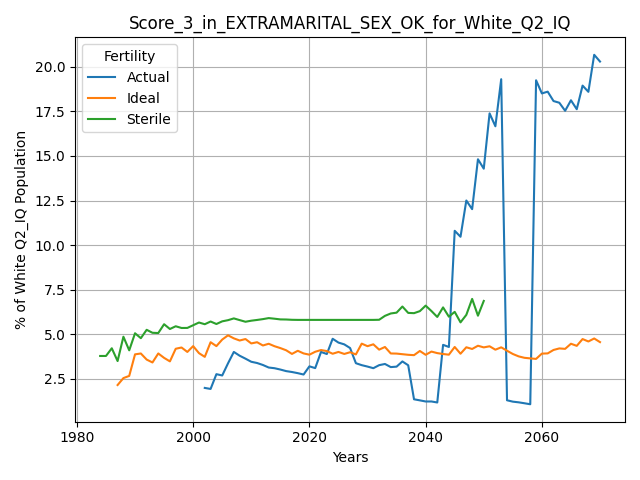 Score_3_in_EXTRAMARITAL_SEX_OK_for_White_Q2_IQ
Fertility
Actual
Ideal
Sterile
% of White Q2_IQ Population
20.0
17.5
15.0
12.5
10.0
7.5
5.0
2.5
1980 2000 2020 2040 2060
Years